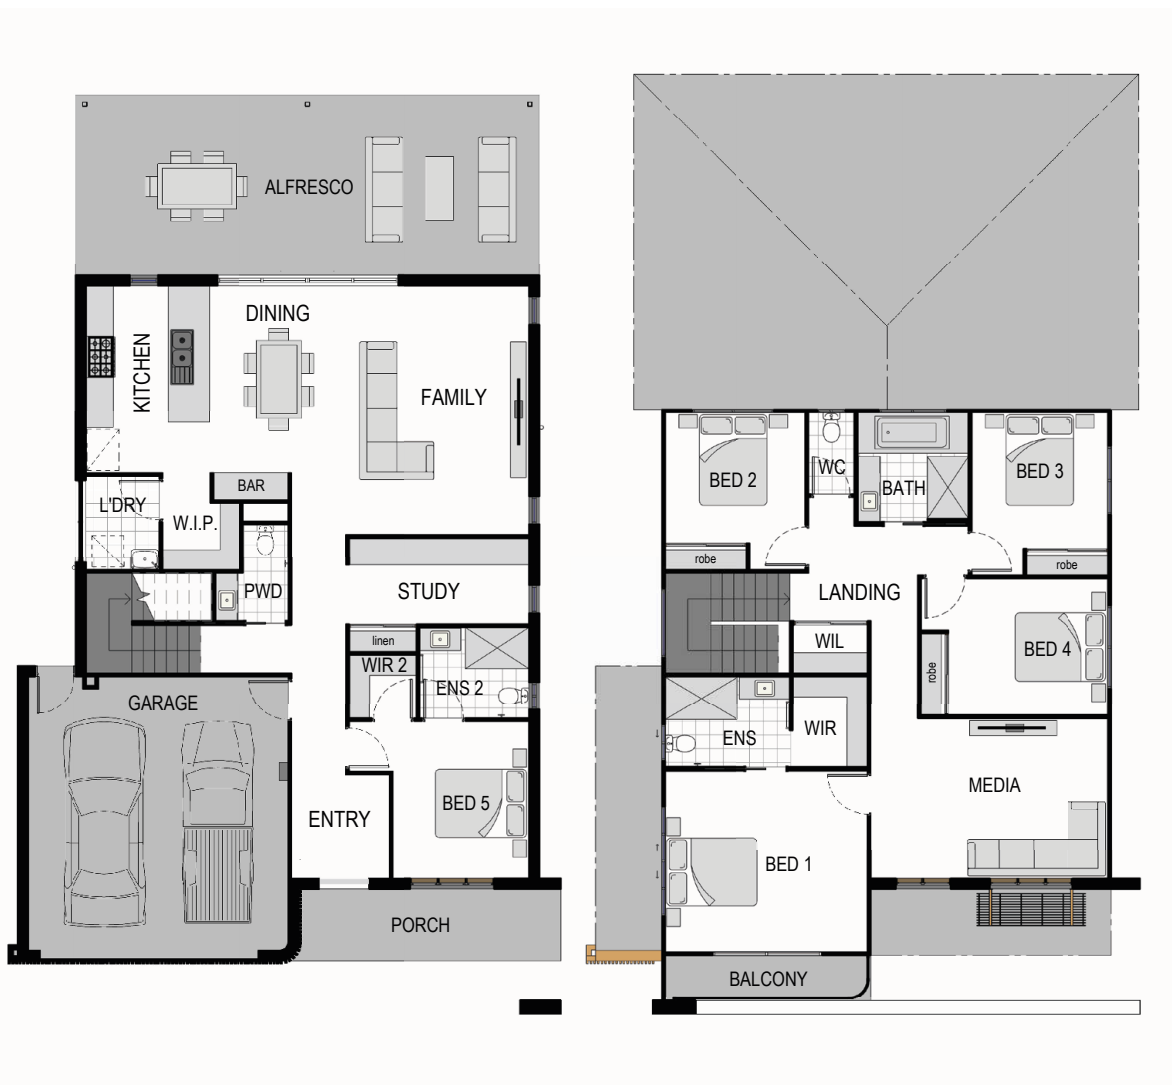 ALFRESCO
DINING
KITCHEN
FAMILY
BAR
L'DRY
W.I.P.
PWD
STUDY
linen
WIR 2
ENS 2
GARAGE
BED 5
ENTRY
PORCH
BED 2
WC
BATH
BED 3
robe
robe
LANDING
WIL
BED 4
robe
ENS
WIR
MEDIA
BED 1
BALCONY